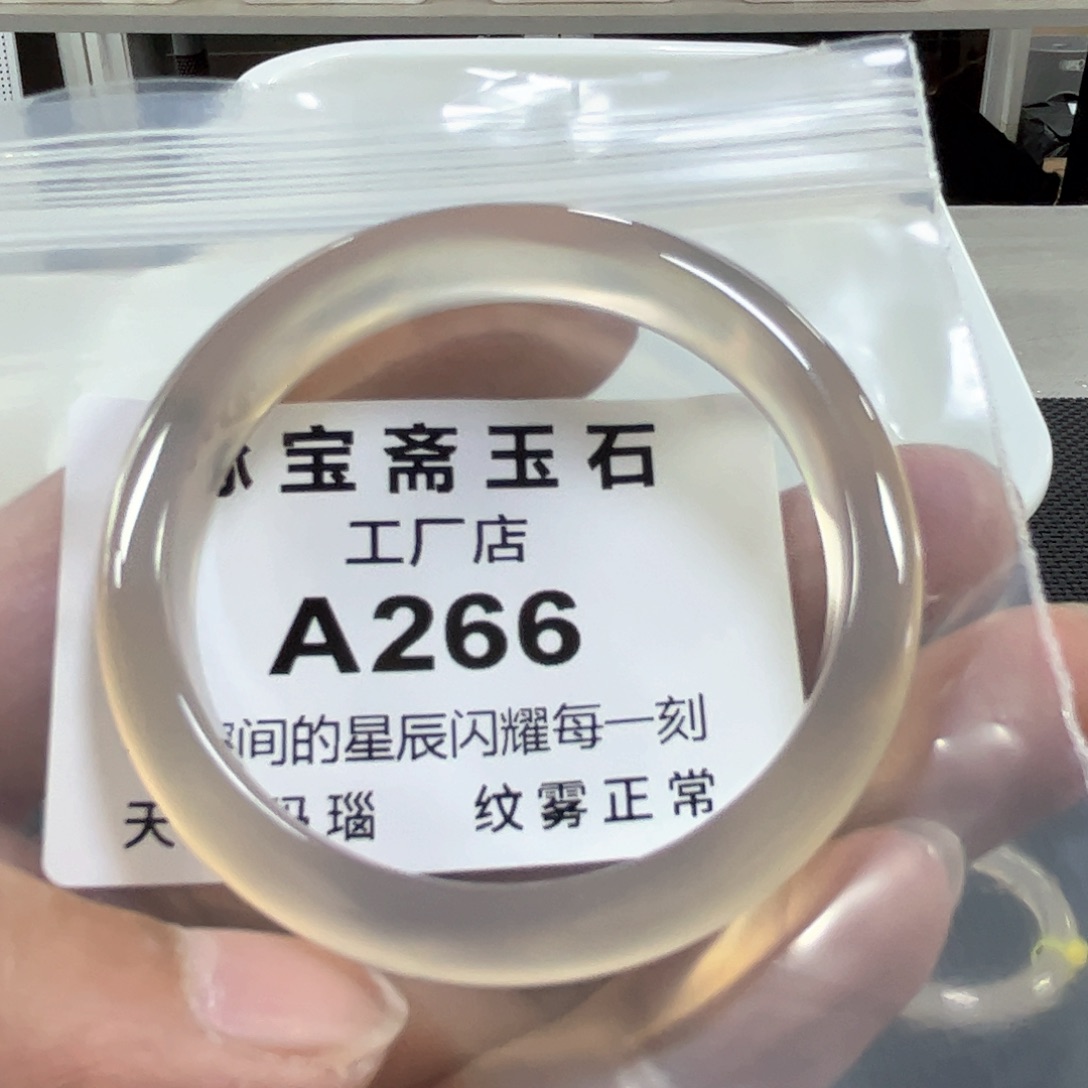 宝斋玉石
工厂店
A266
间的星辰闪耀每一刻
天 瑙 纹雾正常